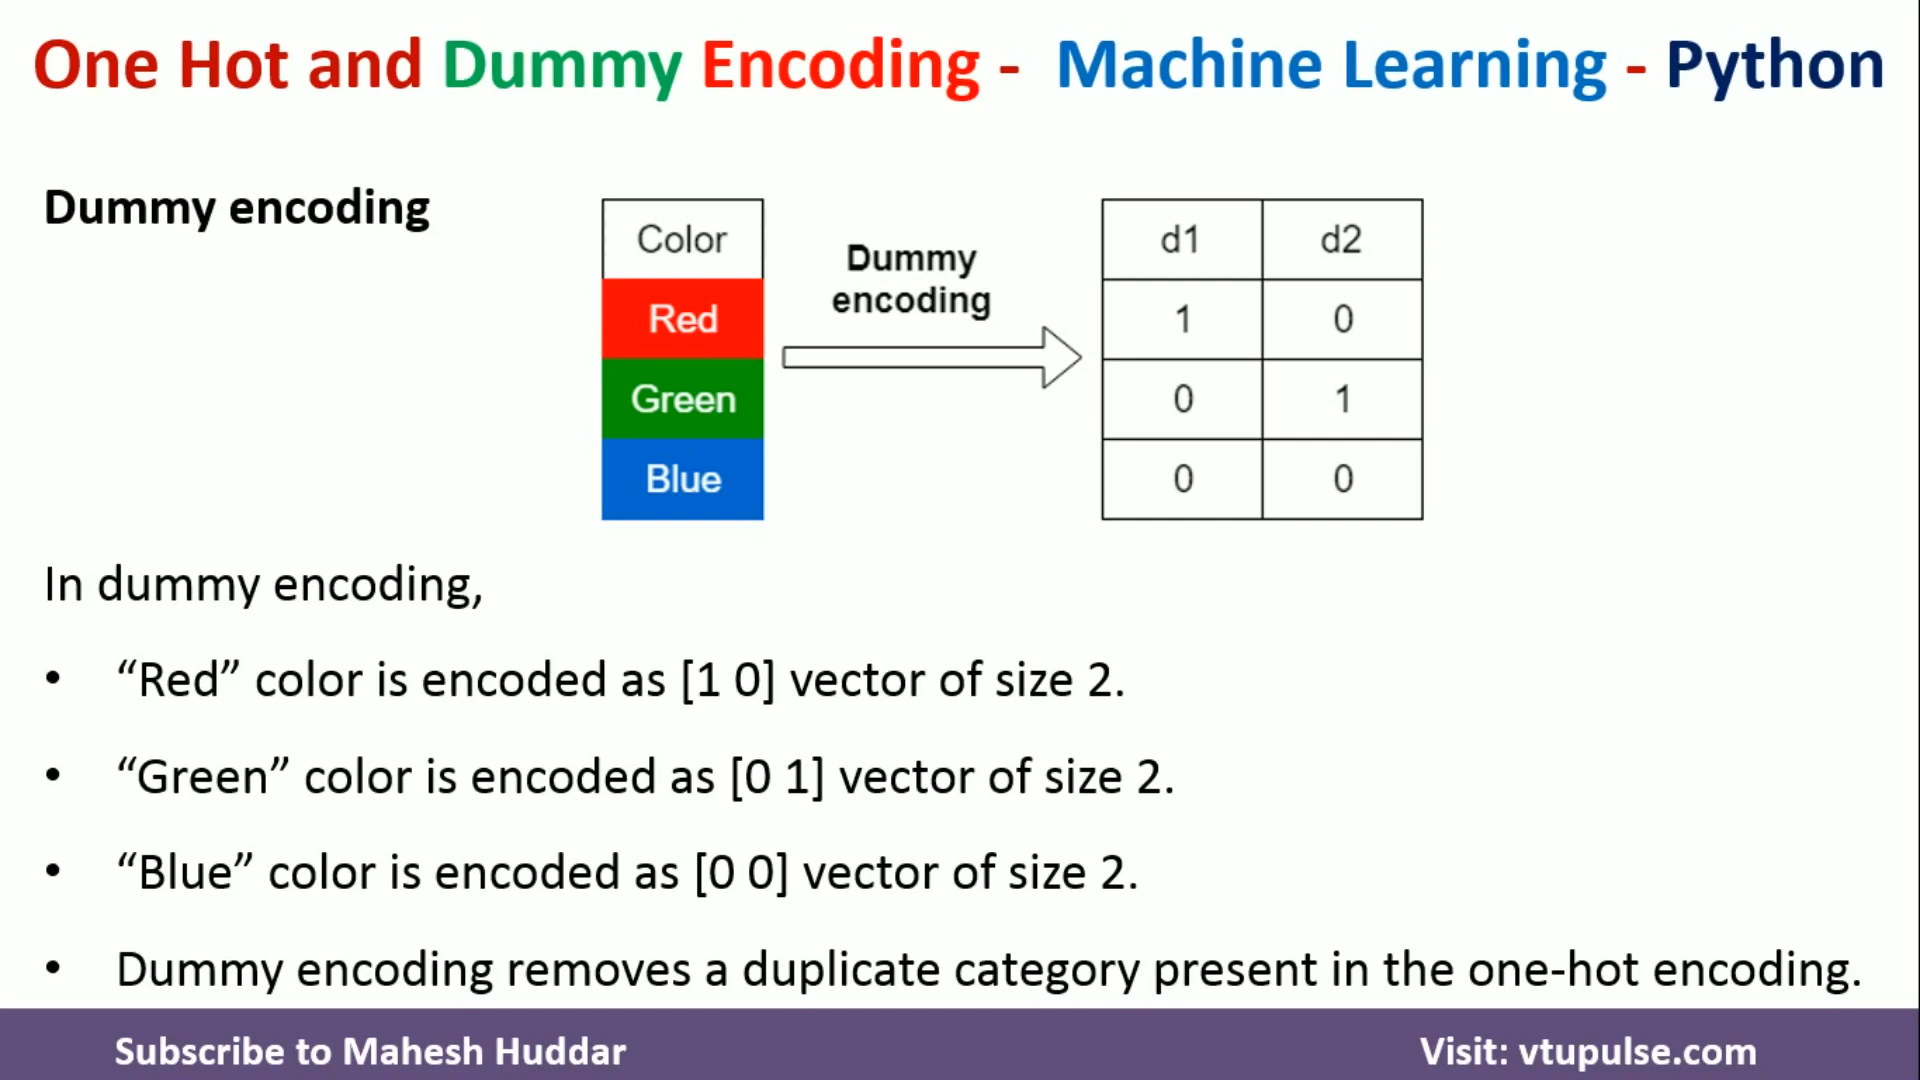 One Hot and Dummy Encoding - Machine Learning - Python
Dummy encoding
Color
Red
Green
Blue
Dummy
encoding
d1 d2
1 0
0 1
0 0
In dummy encoding,
• “Red” color is encoded as [1 0] vector of size 2.
• “Green” color is encoded as [0 1] vector of size 2.
• “Blue” color is encoded as [0 0] vector of size 2.
• Dummy encoding removes a duplicate category present in the one-hot encoding.
Subscribe to Mahesh Huddar
Visit: vtupulse.com